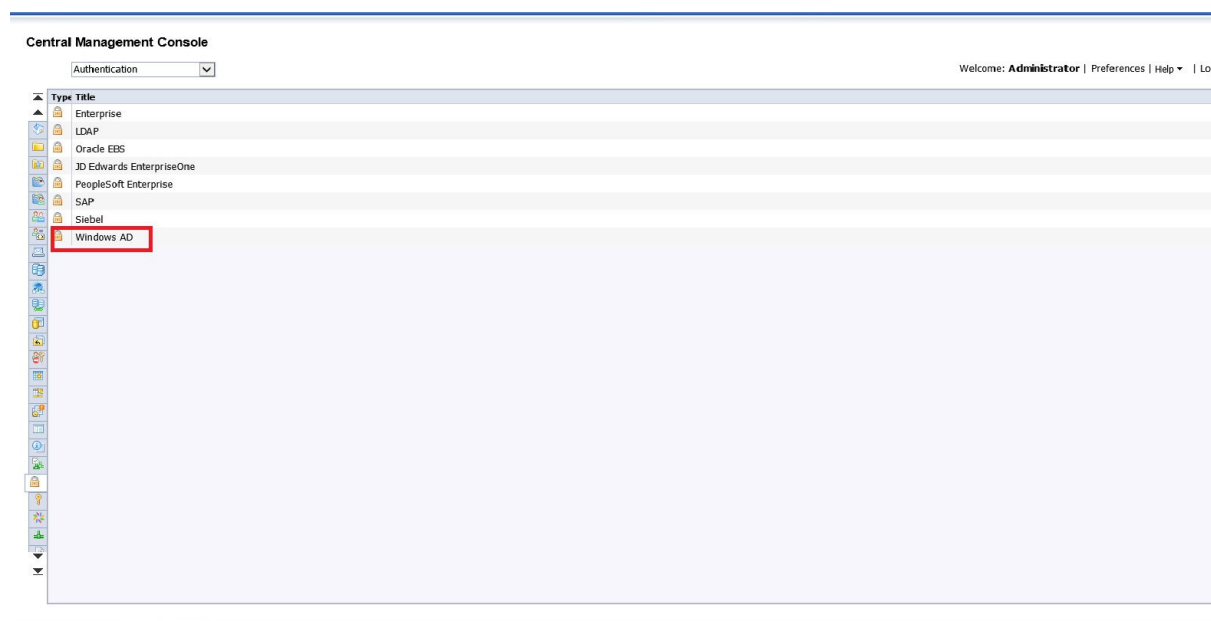 Central Management Console
Authentication
Welcome: Administrator | Preferences | Help | Lo
Type Title
Enterprise
LDAP
Oracle EBS
JD Edwards EnterpriseOne
PeopleSoft Enterprise
SAP
Siebel
Windows AD